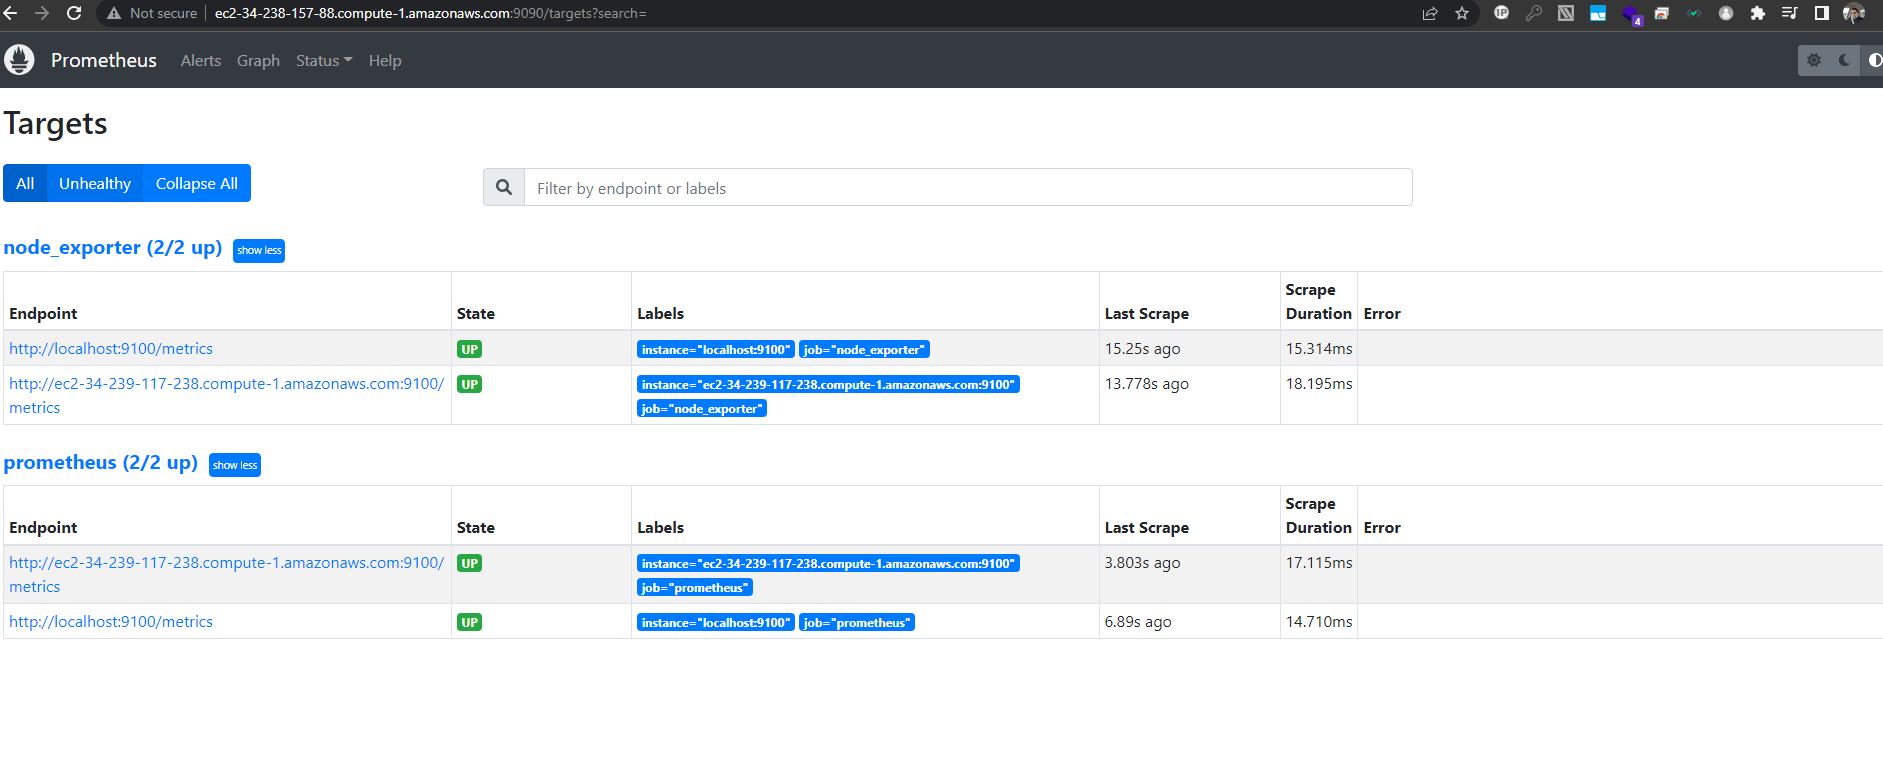 Not secure ec2-34-238-157-88.compute-1.amazonaws.com:9090/targets?search=
IP
4
Prometheus Alerts Graph Status Help
Targets
All Unhealthy Collapse All
Filter by endpoint or labels
node_exporter (2/2 up) show less
Endpoint State Labels Last Scrape Scrape Duration Error
http://localhost:9100/metrics UP instance="localhost:9100" job="node_exporter" 15.25s ago 15.314ms
http://ec2-34-239-117-238.compute-1.amazonaws.com:9100/ UP instance="ec2-34-239-117-238.compute-1.amazonaws.com:9100" 13.778s ago 18.195ms
metrics job="node_exporter"
prometheus (2/2 up) show less
Endpoint State Labels Last Scrape Scrape Duration Error
http://ec2-34-239-117-238.compute-1.amazonaws.com:9100/ UP instance="ec2-34-239-117-238.compute-1.amazonaws.com:9100" 3.803s ago 17.115ms
metrics job="prometheus"
http://localhost:9100/metrics UP instance="localhost:9100" job="prometheus" 6.89s ago 14.710ms